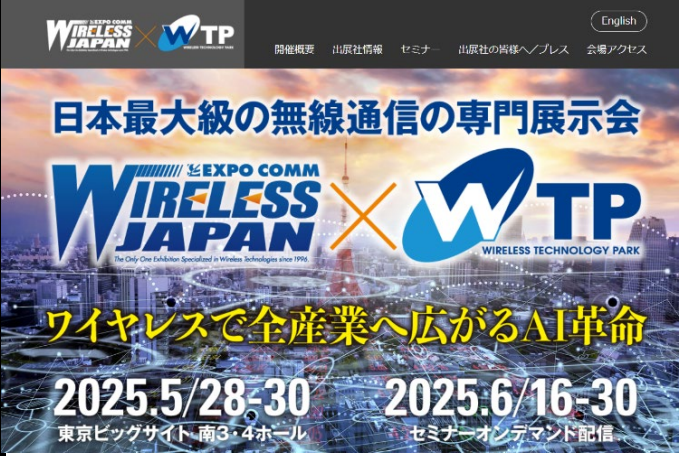 English
EXPO COMM
WIRELESS
JAPAN
×
WTP
WIRELESS TECHNOLOGY PARK
開催概要 出展社情報 セミナー 出展社の皆様へ/プレス 会場アクセス
日本最大級の無線通信の専門展示会
EXPO COMM
WIRELESS
JAPAN
The Only One Exhibition Specialized in Wireless Technologies since 1996.
×
WTP
WIRELESS TECHNOLOGY PARK
ワイヤレスで全産業へ広がるAI革命
2025.5/28-30
東京ビッグサイト 南3・4ホール
2025.6/16-30
セミナーオンデマンド配信